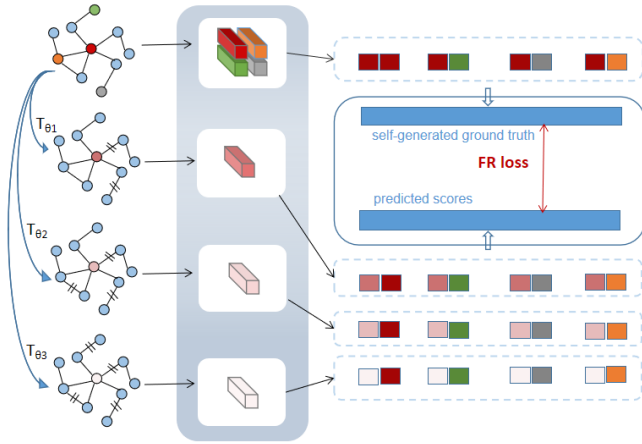 self-generated ground truth
FR loss
predicted scores
Tθ1
Tθ2
Tθ3